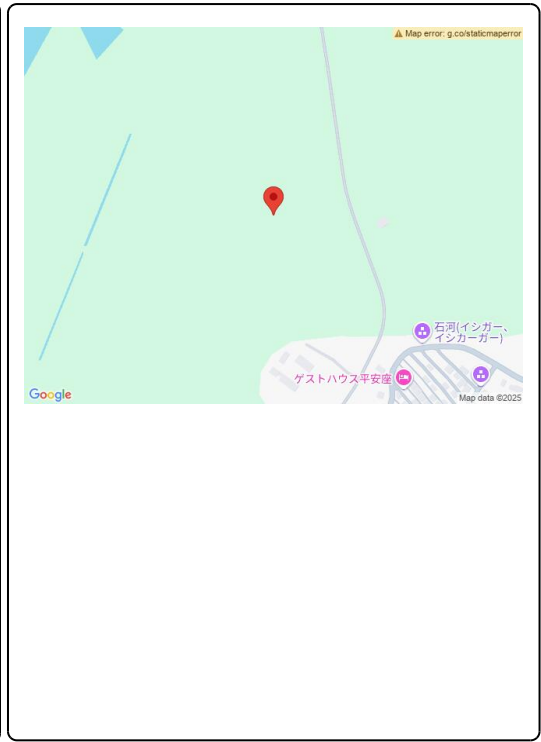 Map error: g.co/staticmaperror
石河(イシガー、
イシカーガー)
ゲストハウス平安座
Google
Map data ©2025